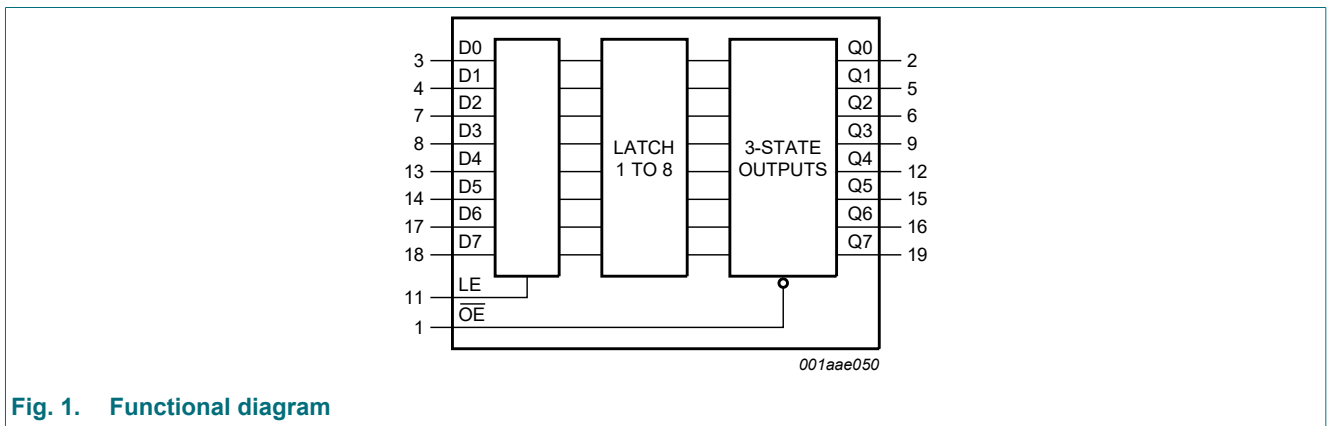 3 D0 Q0 2
4 D1 Q1 5
7 D2 Q2 6
8 D3 Q3 9
13 D4 Q4 12
14 D5 Q5 15
17 D6 Q6 16
18 D7 Q7 19
LATCH
1 TO 8
3-STATE
OUTPUTS
11 LE
1 O̅E̅
001aae050
Fig. 1. Functional diagram